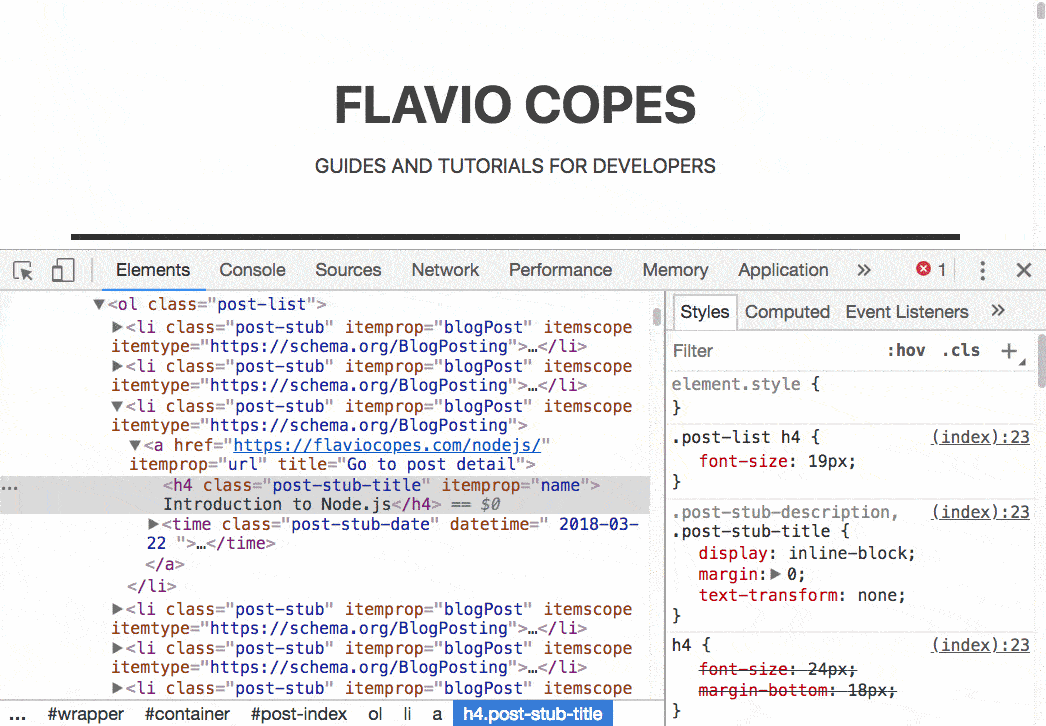 FLAVIO COPES
GUIDES AND TUTORIALS FOR DEVELOPERS
Elements Console Sources Network Performance Memory Application » 1
▼<ol class="post-list">
▶<li class="post-stub" itemprop="blogPost" itemscope
itemtype="https://schema.org/BlogPosting">…</li>
▶<li class="post-stub" itemprop="blogPost" itemscope
itemtype="https://schema.org/BlogPosting">…</li>
▼<li class="post-stub" itemprop="blogPost" itemscope
itemtype="https://schema.org/BlogPosting">
▼<a href="https://flaviocopes.com/nodejs/"
itemprop="url" title="Go to post detail">
… <h4 class="post-stub-title" itemprop="name">
Introduction to Node.js</h4> == $0
▶<time class="post-stub-date" datetime=" 2018-03-
22 ">…</time>
</a>
</li>
▶<li class="post-stub" itemprop="blogPost" itemscope
itemtype="https://schema.org/BlogPosting">…</li>
▶<li class="post-stub" itemprop="blogPost" itemscope
itemtype="https://schema.org/BlogPosting">…</li>
▶<li class="post-stub" itemprop="blogPost" itemscope
… #wrapper #container #post-index ol li a h4.post-stub-title
Styles Computed Event Listeners »
Filter :hov .cls +
element.style {
}
.post-list h4 { (index):23
font-size: 19px;
}
.post-stub-description, (index):23
.post-stub-title {
display: inline-block;
margin:▶ 0;
text-transform: none;
}
h4 { (index):23
font-size: 24px;
margin-bottom: 18px;
}